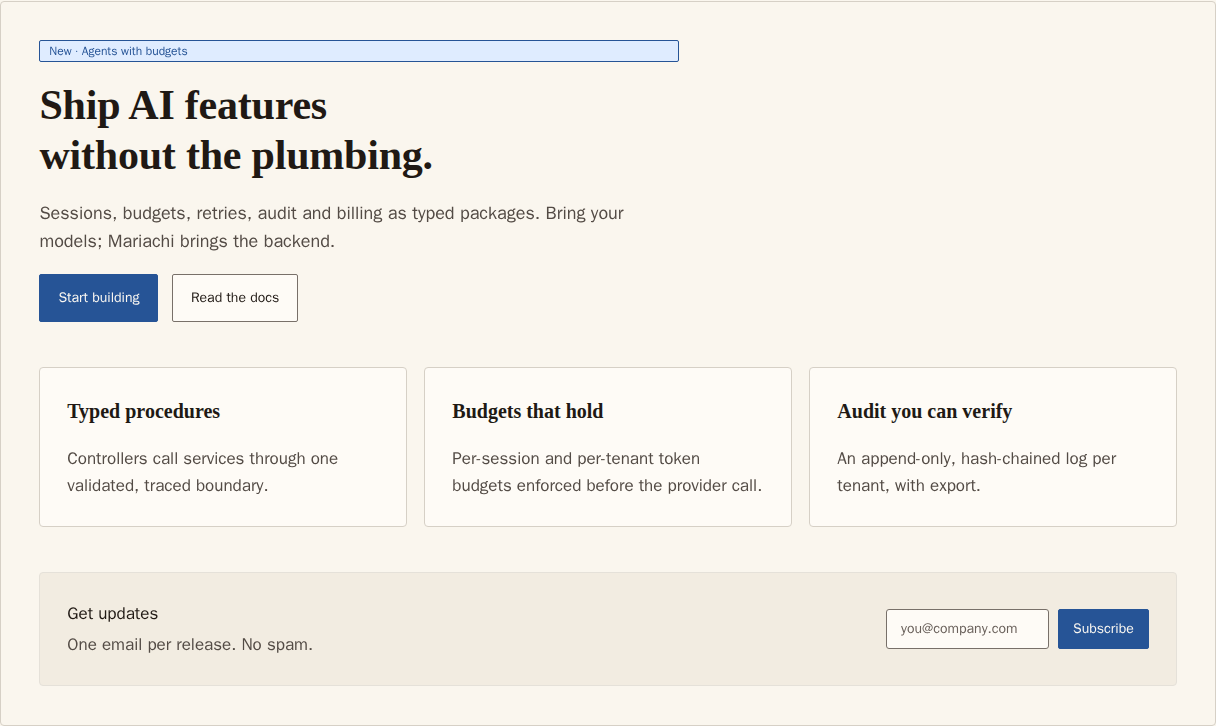 New · Agents with budgets
Ship AI features
without the plumbing.
Sessions, budgets, retries, audit and billing as typed packages. Bring your
models; Mariachi brings the backend.
Start building
Read the docs
Typed procedures
Controllers call services through one
validated, traced boundary.
Budgets that hold
Per-session and per-tenant token
budgets enforced before the provider call.
Audit you can verify
An append-only, hash-chained log per
tenant, with export.
Get updates
One email per release. No spam.
you@company.com
Subscribe